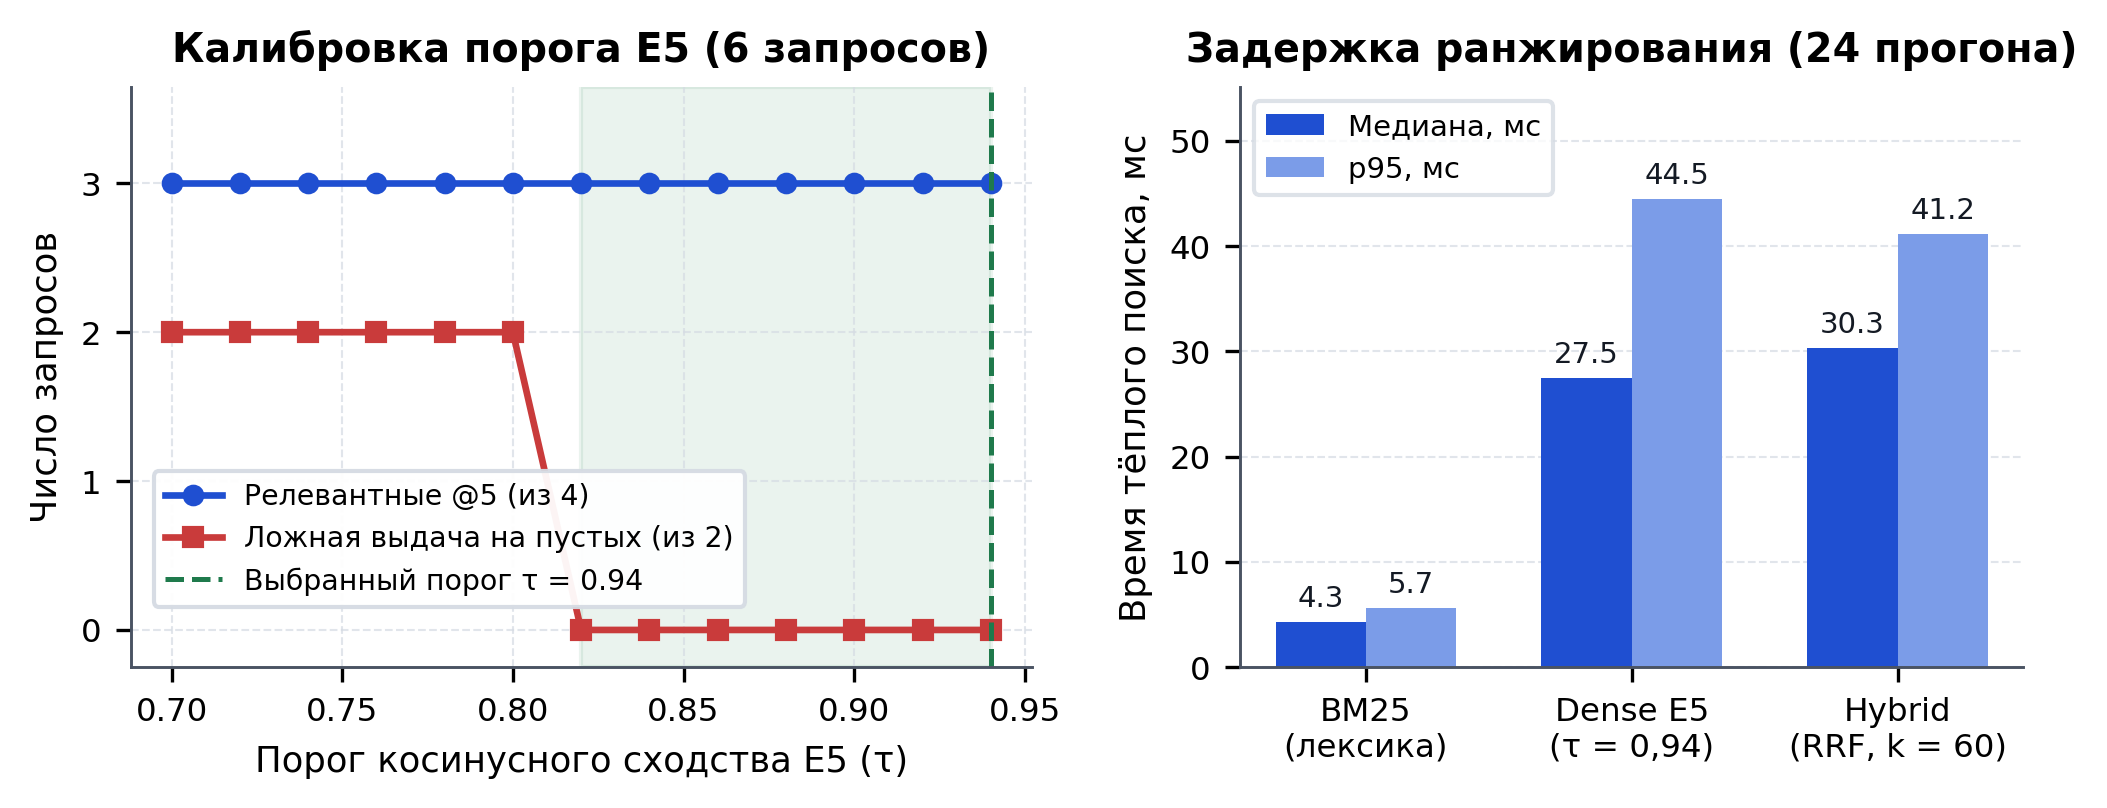 Калибровка порога E5 (6 запросов)
Число запросов
3
2
1
0
Релевантные @5 (из 4)
Ложная выдача на пустых (из 2)
Выбранный порог τ = 0.94
0.70 0.75 0.80 0.85 0.90 0.95
Порог косинусного сходства E5 (τ)
Задержка ранжирования (24 прогона)
Время тёплого поиска, мс
50
40
30
20
10
0
Медиана, мс
p95, мс
4.3
5.7
27.5
44.5
30.3
41.2
BM25
(лексика)
Dense E5
(τ = 0,94)
Hybrid
(RRF, k = 60)